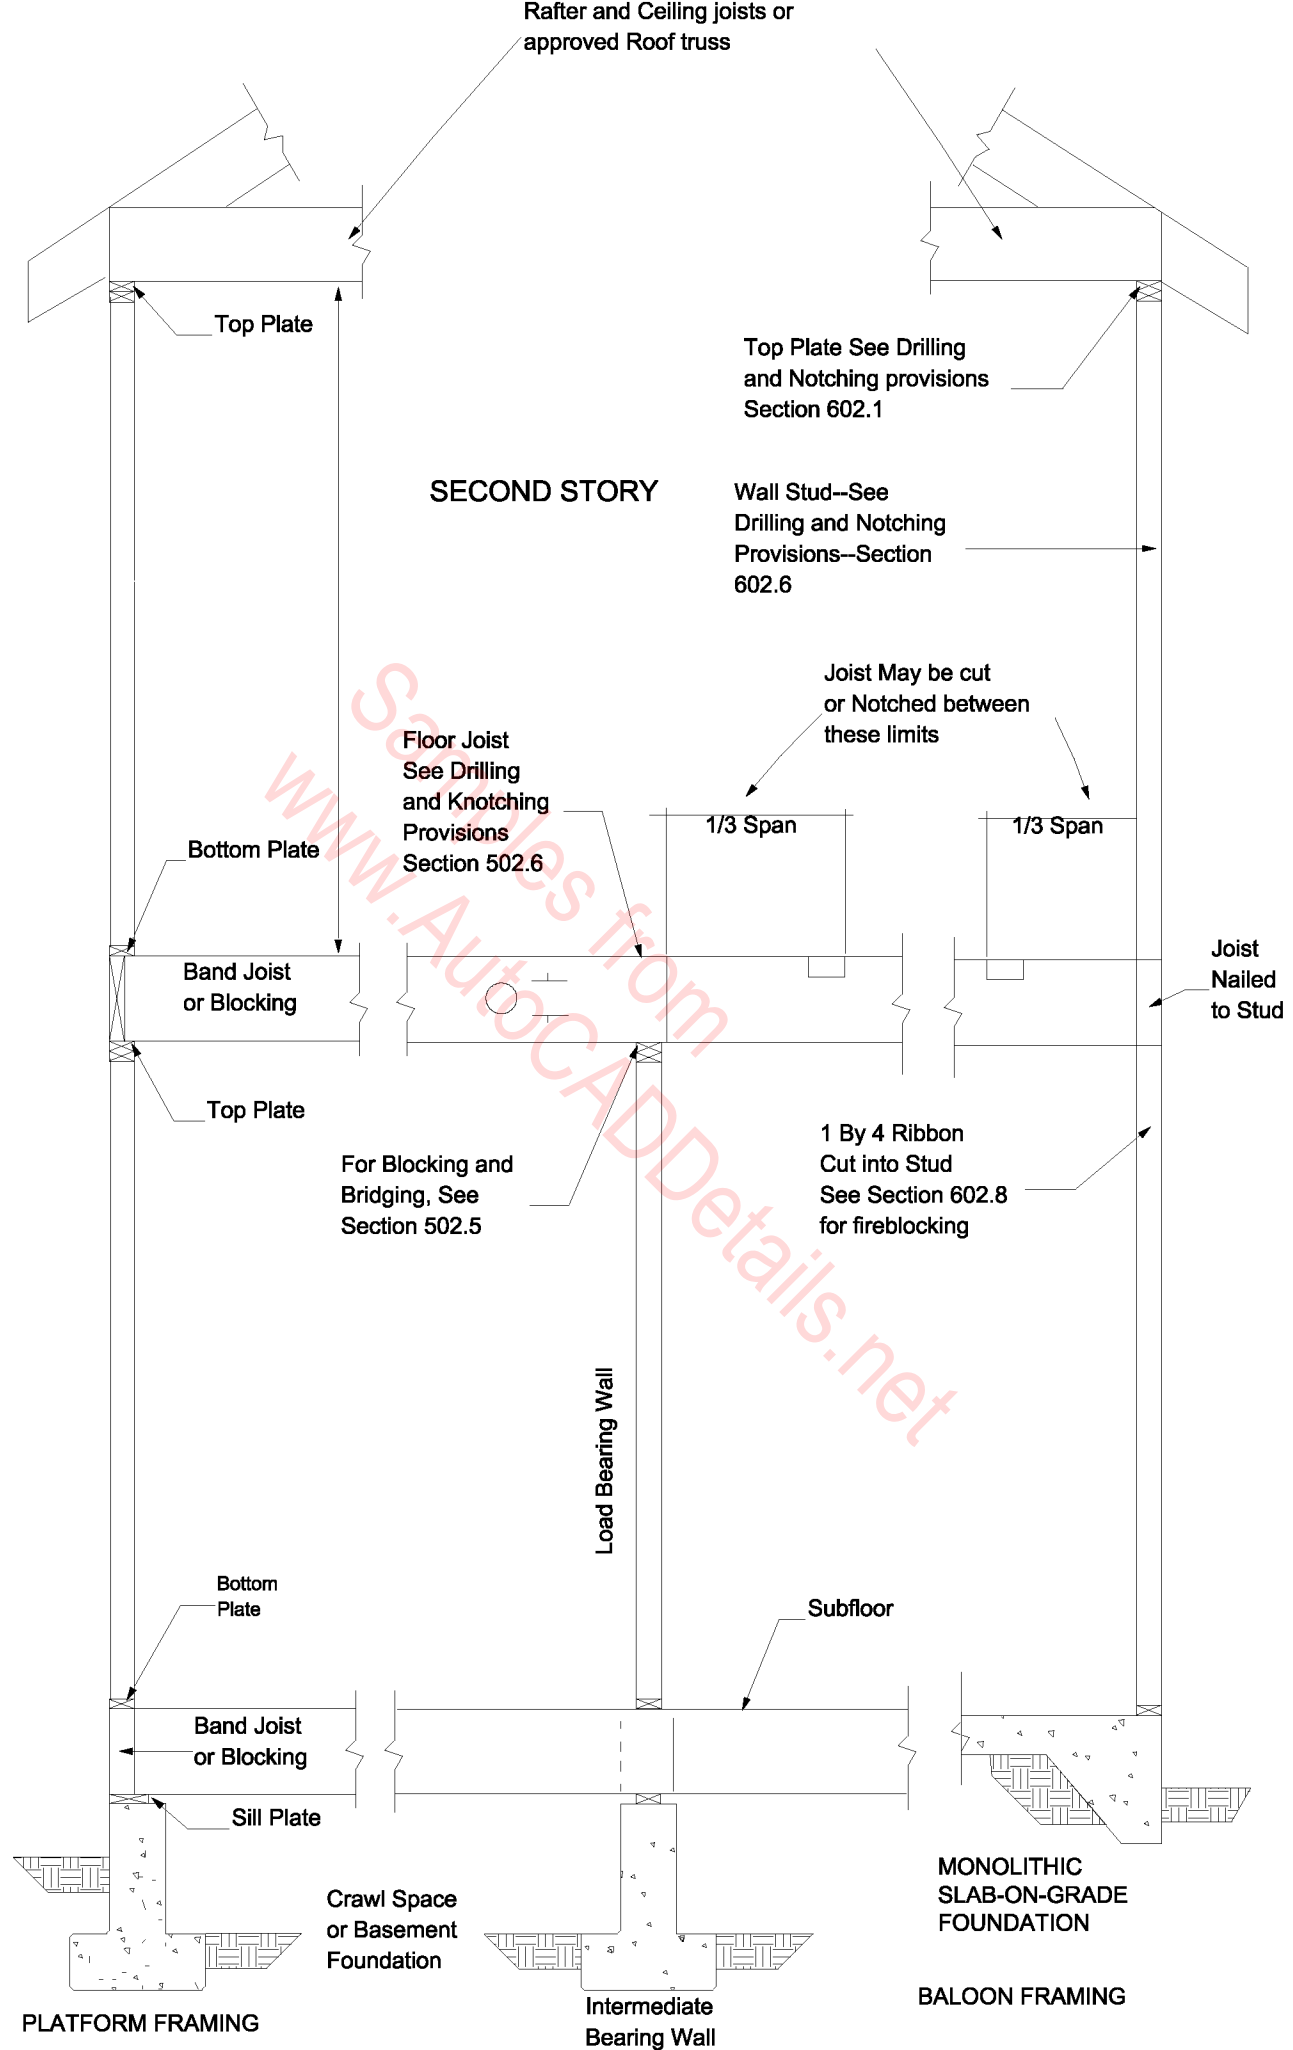 Rafter and Ceiling joists or
approved Roof truss
Top Plate
Top Plate See Drilling
and Notching provisions
Section 602.1
SECOND STORY
Wall Stud--See
Drilling and Notching
Provisions--Section
602.6
Joist May be cut
or Notched between
these limits
Floor Joist
See Drilling
and Knotching
Provisions
Section 502.6
1/3 Span
1/3 Span
Bottom Plate
Band Joist
or Blocking
Joist
Nailed
to Stud
Top Plate
For Blocking and
Bridging, See
Section 502.5
1 By 4 Ribbon
Cut into Stud
See Section 602.8
for fireblocking
Load Bearing Wall
Bottom
Plate
Subfloor
Band Joist
or Blocking
Sill Plate
Crawl Space
or Basement
Foundation
MONOLITHIC
SLAB-ON-GRADE
FOUNDATION
PLATFORM FRAMING
Intermediate
Bearing Wall
BALOON FRAMING
Samples from
www.AutoCADDetails.net